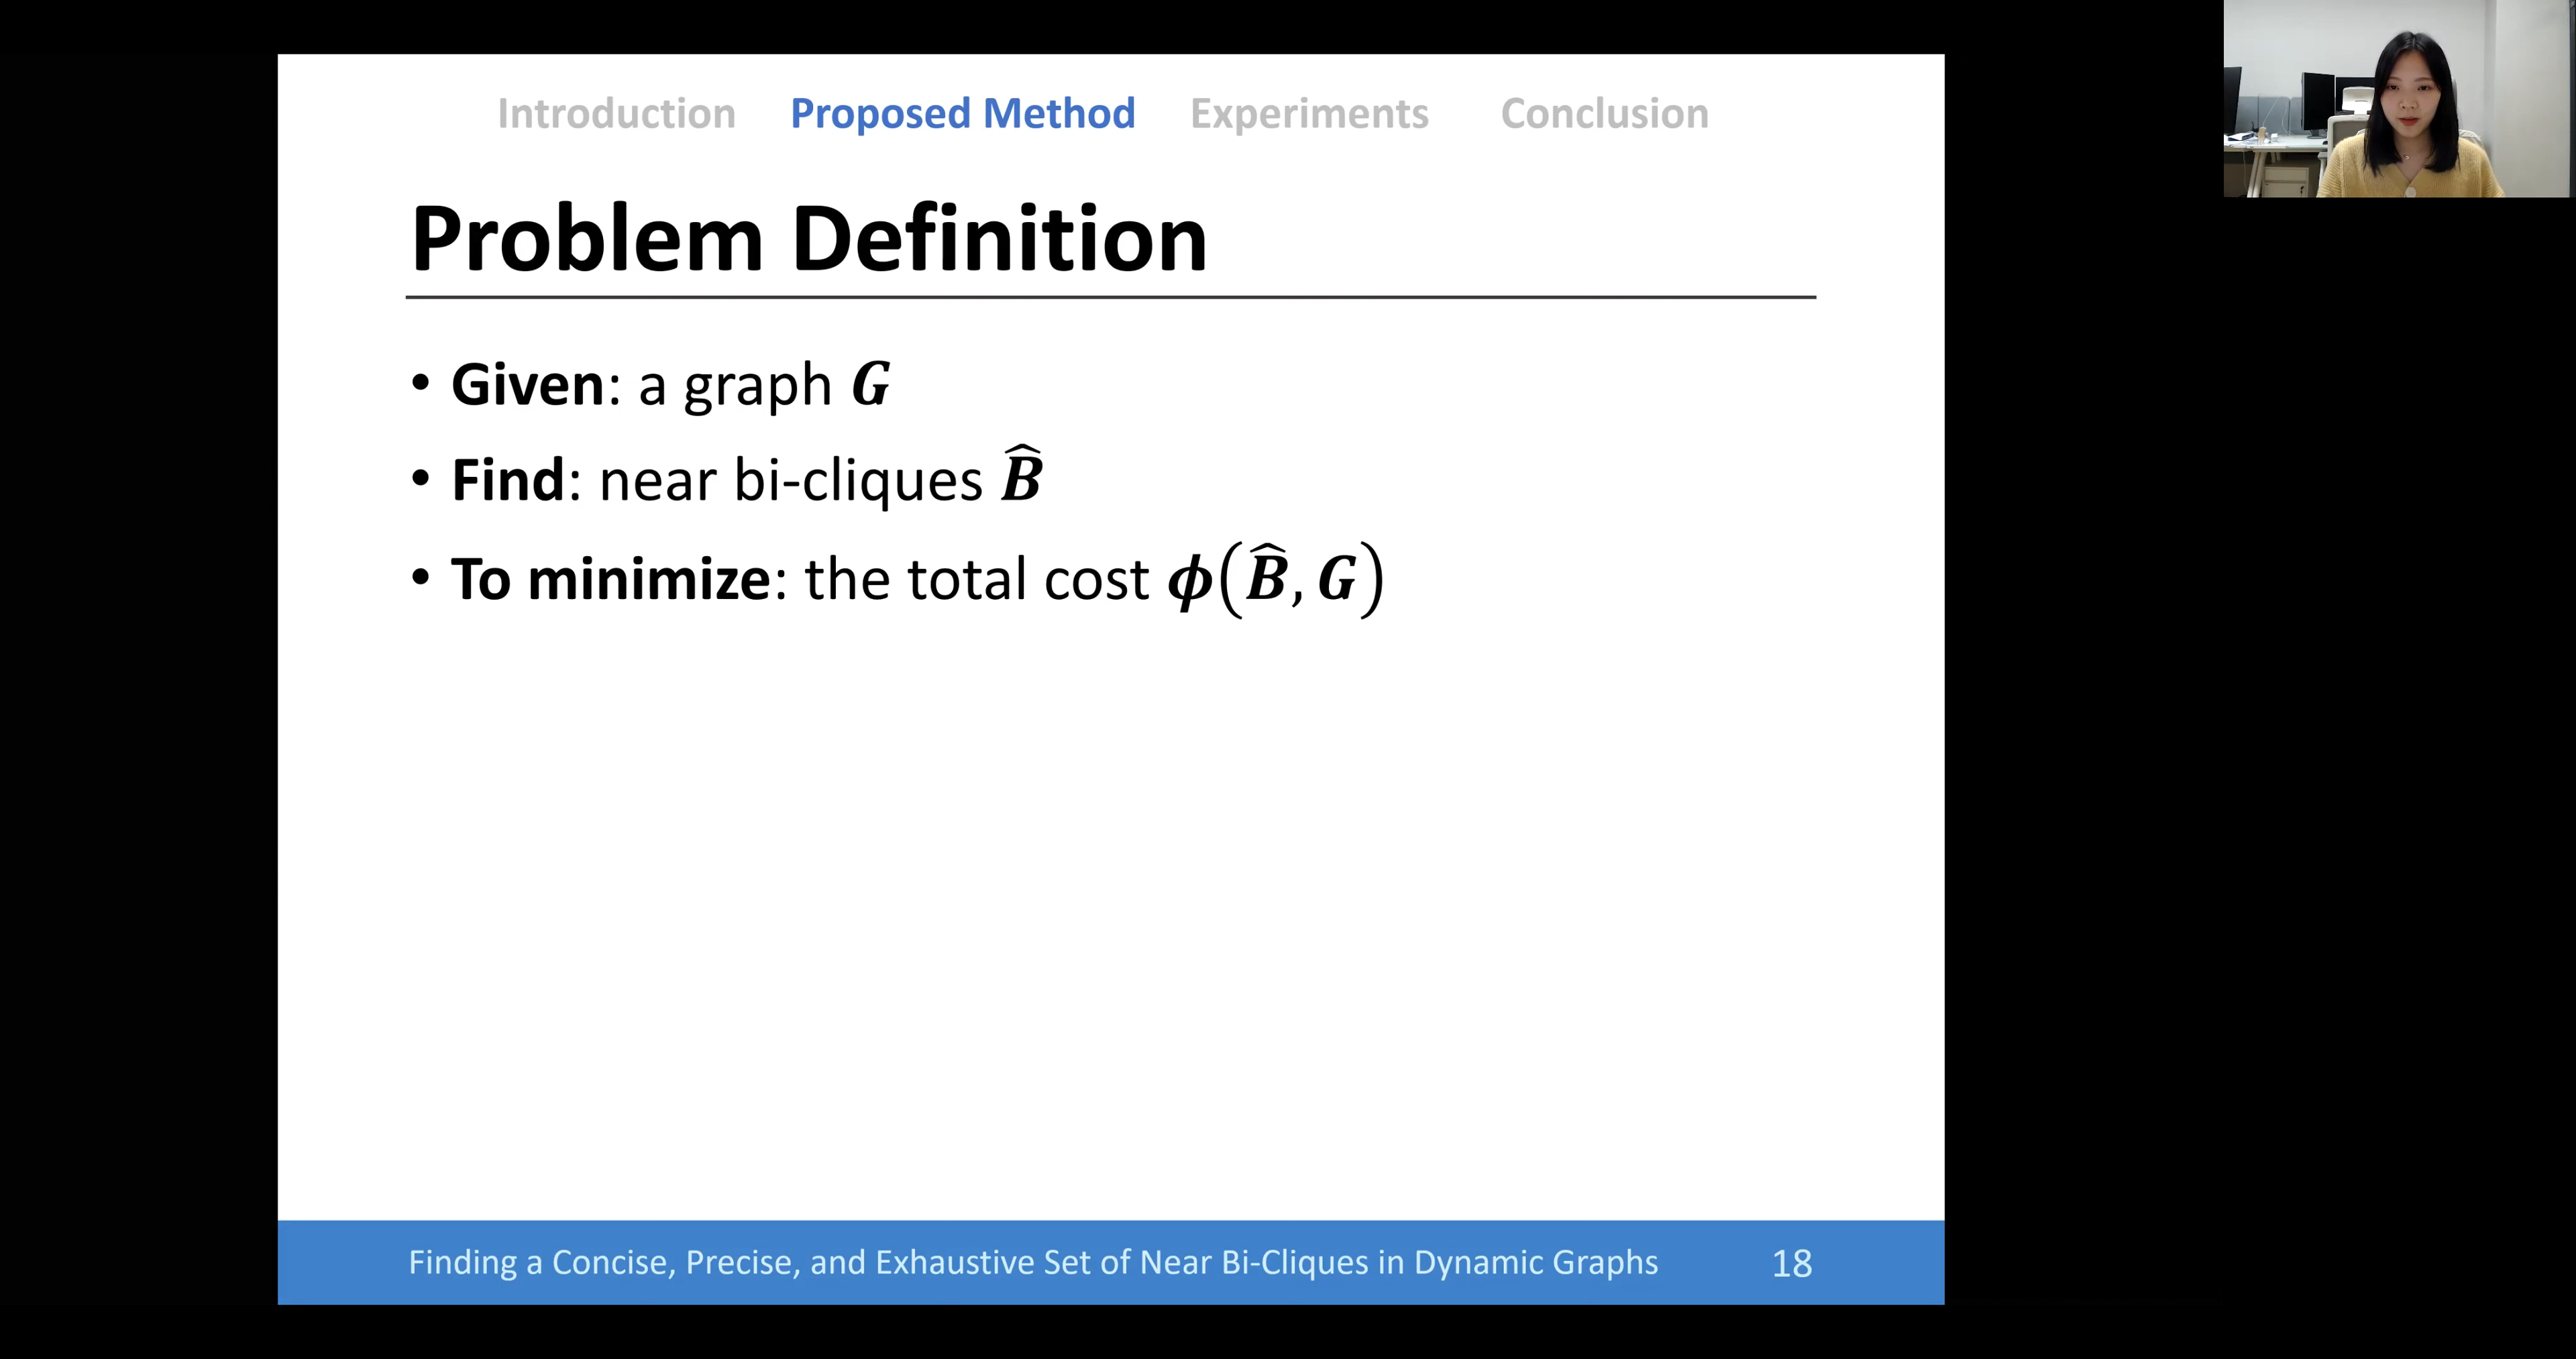 Introduction Proposed Method Experiments Conclusion
Problem Definition
• Given: a graph 𝑮
• Find: near bi-cliques 𝑩̂
• To minimize: the total cost 𝝓(𝑩̂, 𝑮)
Finding a Concise, Precise, and Exhaustive Set of Near Bi-Cliques in Dynamic Graphs 18